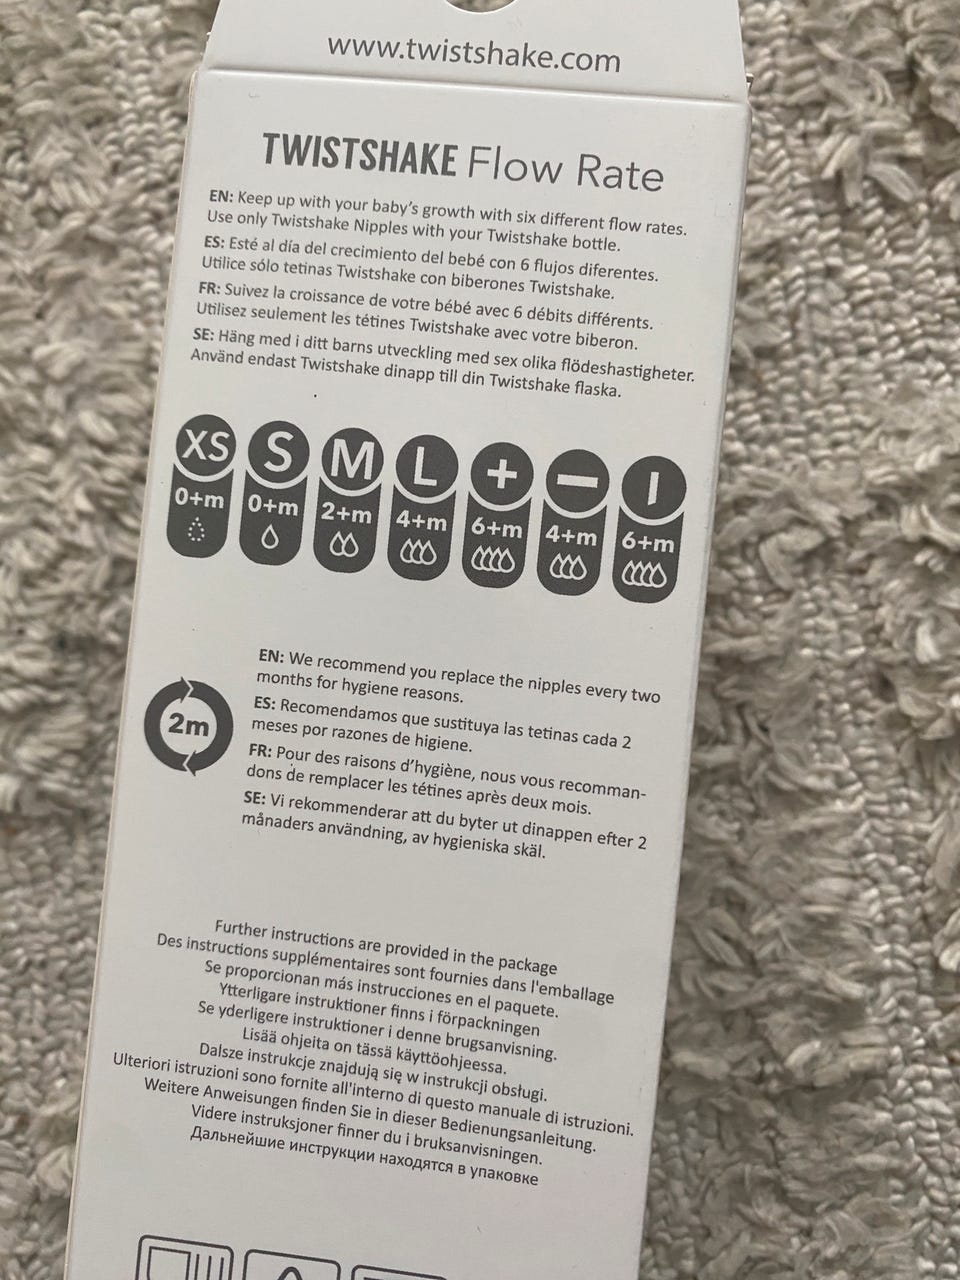 www.twistshake.com
TWISTSHAKE Flow Rate
EN: Keep up with your baby's growth with six different flow rates.
Use only Twistshake Nipples with your Twistshake bottle.
ES: Esté al día del crecimiento del bebé con 6 flujos diferentes.
Utilice sólo tetinas Twistshake con biberones Twistshake.
FR: Suivez la croissance de votre bébé avec 6 débits différents.
Utilisez seulement les tétines Twistshake avec votre biberon.
SE: Häng med i ditt barns utveckling med sex olika flödeshastigheter.
Använd endast Twistshake dinapp till din Twistshake flaska.
XS S M L + − I
0+m 0+m 2+m 4+m 6+m 4+m 6+m
2m
EN: We recommend you replace the nipples every two
months for hygiene reasons.
ES: Recomendamos que sustituya las tetinas cada 2
meses por razones de higiene.
FR: Pour des raisons d'hygiène, nous vous recomman-
dons de remplacer les tétines après deux mois.
SE: Vi rekommenderar att du byter ut dinappen efter 2
månaders användning, av hygieniska skäl.
Further instructions are provided in the package
Des instructions supplémentaires sont fournies dans l'emballage
Se proporcionan más instrucciones en el paquete.
Ytterligare instruktioner finns i förpackningen
Se yderligere instruktioner i denne brugsanvisning.
Lisää ohjeita on tässä käyttöohjeessa.
Dalsze instrukcje znajdują się w instrukcji obsługi.
Ulteriori istruzioni sono fornite all'interno di questo manuale di istruzioni.
Weitere Anweisungen finden Sie in dieser Bedienungsanleitung.
Videre instruksjoner finner du i bruksanvisningen.
Дальнейшие инструкции находятся в упаковке